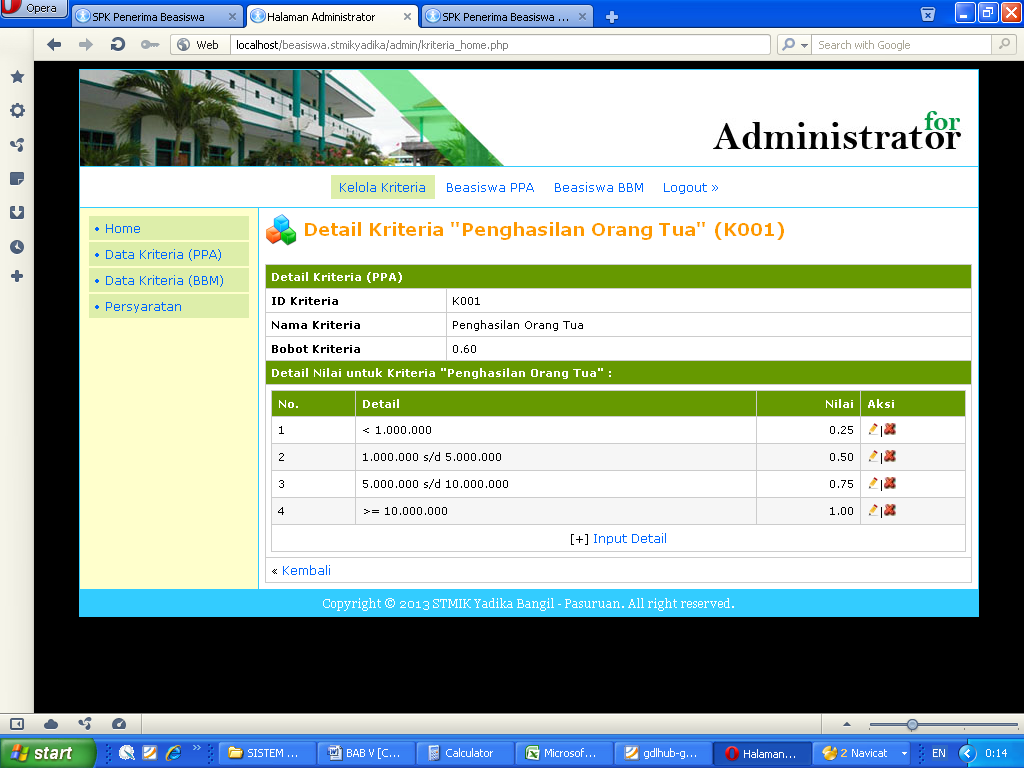 Opera
SPK Penerima Beasiswa
Halaman Administrator
SPK Penerima Beasiswa ...
Web
localhost/beasiswa.stmikyadika/admin/kriteria_home.php
Search with Google
Administrator
for
Kelola Kriteria
Beasiswa PPA
Beasiswa BBM
Logout »
• Home
• Data Kriteria (PPA)
• Data Kriteria (BBM)
• Persyaratan
Detail Kriteria "Penghasilan Orang Tua" (K001)
Detail Kriteria (PPA)
ID Kriteria K001
Nama Kriteria Penghasilan Orang Tua
Bobot Kriteria 0.60
Detail Nilai untuk Kriteria "Penghasilan Orang Tua" :
No. Detail Nilai Aksi
1 < 1.000.000 0.25 |
2 1.000.000 s/d 5.000.000 0.50 |
3 5.000.000 s/d 10.000.000 0.75 |
4 >= 10.000.000 1.00 |
[+] Input Detail
« Kembali
Copyright © 2013 STMIK Yadika Bangil - Pasuruan. All right reserved.
start
»
SISTEM ...
BAB V [C...
Calculator
Microsof...
gdlhub-g...
Halaman...
2 Navicat
EN
0:14